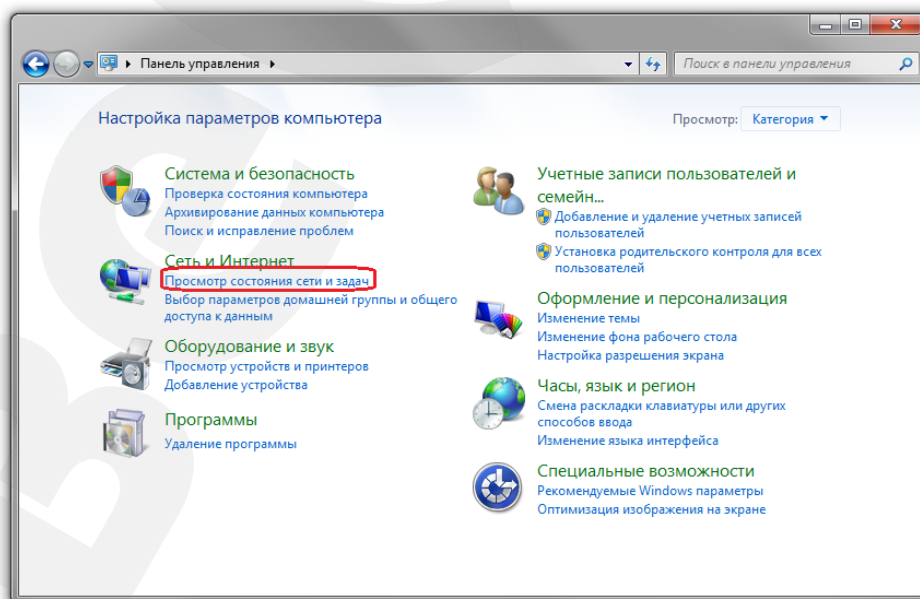 Панель управления
Поиск в панели управления
Настройка параметров компьютера
Просмотр: Категория
Система и безопасность
Проверка состояния компьютера
Архивирование данных компьютера
Поиск и исправление проблем
Сеть и Интернет
Просмотр состояния сети и задач
Выбор параметров домашней группы и общего
доступа к данным
Оборудование и звук
Просмотр устройств и принтеров
Добавление устройства
Программы
Удаление программы
Учетные записи пользователей и
семейн...
Добавление и удаление учетных записей
пользователей
Установка родительского контроля для всех
пользователей
Оформление и персонализация
Изменение темы
Изменение фона рабочего стола
Настройка разрешения экрана
Часы, язык и регион
Смена раскладки клавиатуры или других
способов ввода
Изменение языка интерфейса
Специальные возможности
Рекомендуемые Windows параметры
Оптимизация изображения на экране